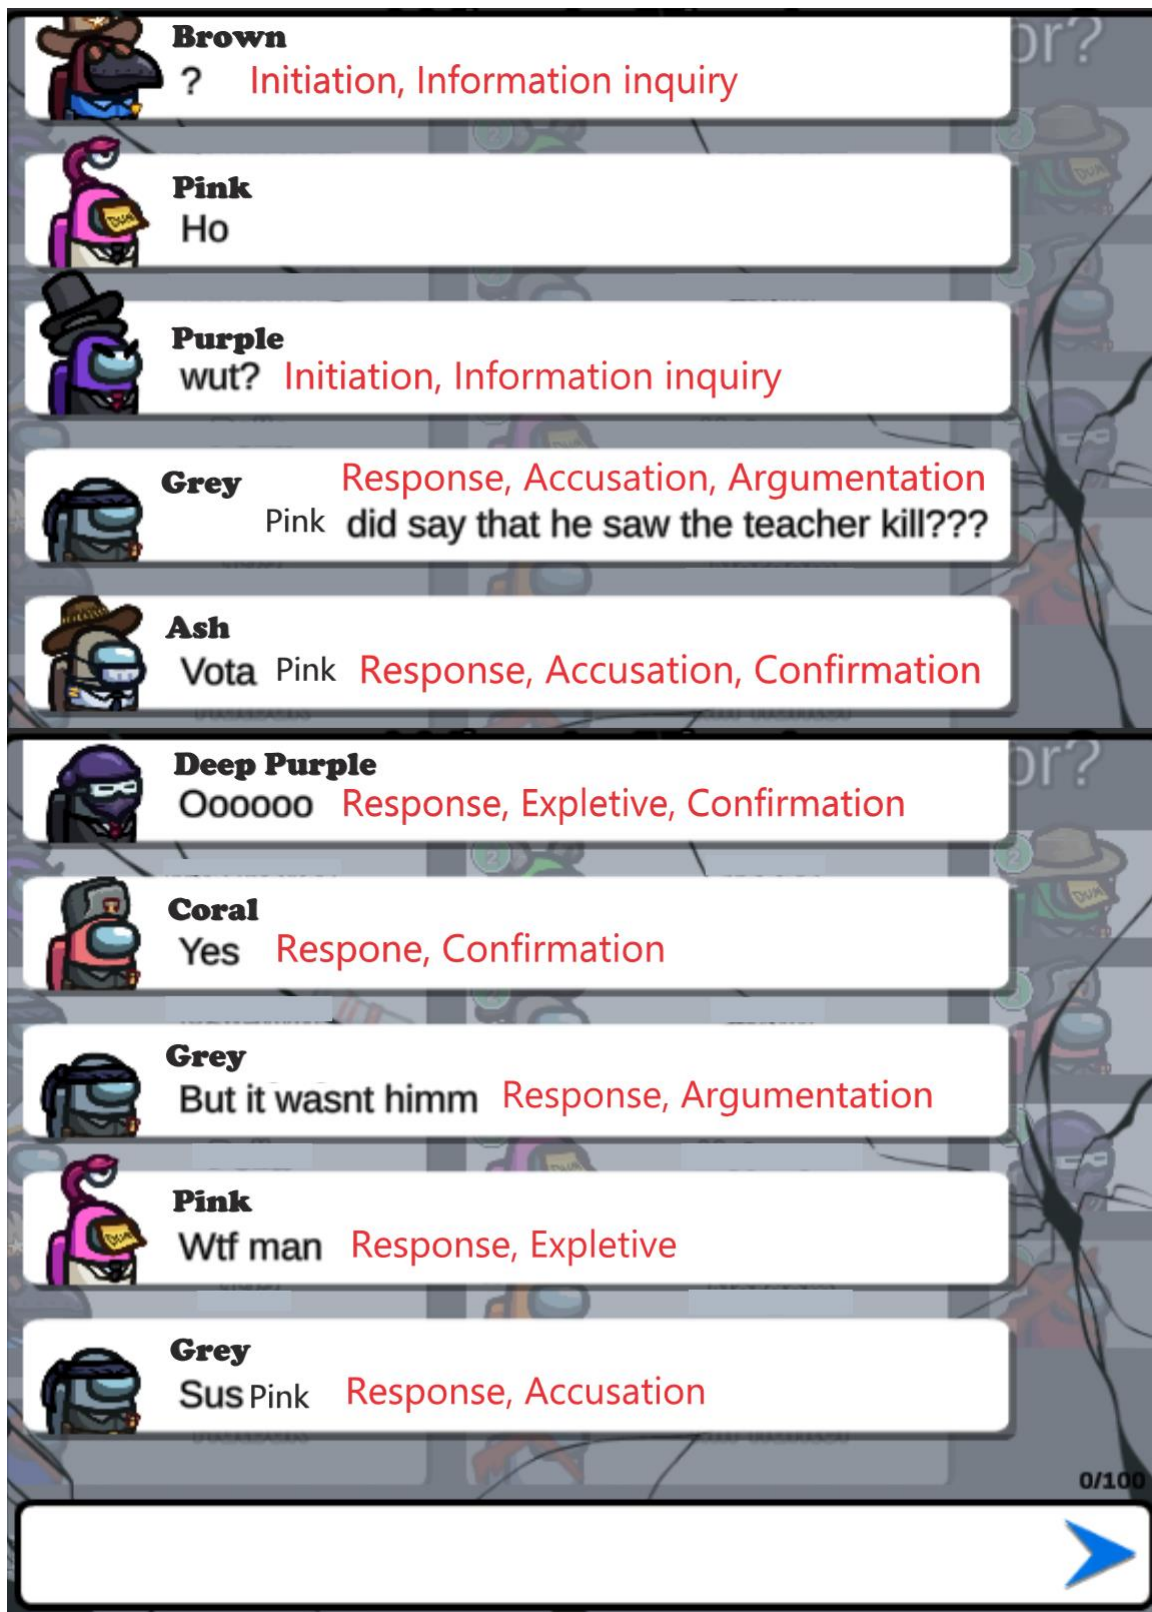 Brown
? Initiation, Information inquiry
or?
Pink
Ho
Purple
wut? Initiation, Information inquiry
Grey Response, Accusation, Argumentation
Pink did say that he saw the teacher kill???
Ash
Vota Pink Response, Accusation, Confirmation
Deep Purple
Oooooo Response, Expletive, Confirmation
or?
Coral
Yes Respone, Confirmation
Grey
But it wasnt himm Response, Argumentation
Pink
Wtf man Response, Expletive
Grey
Sus Pink Response, Accusation
0/100